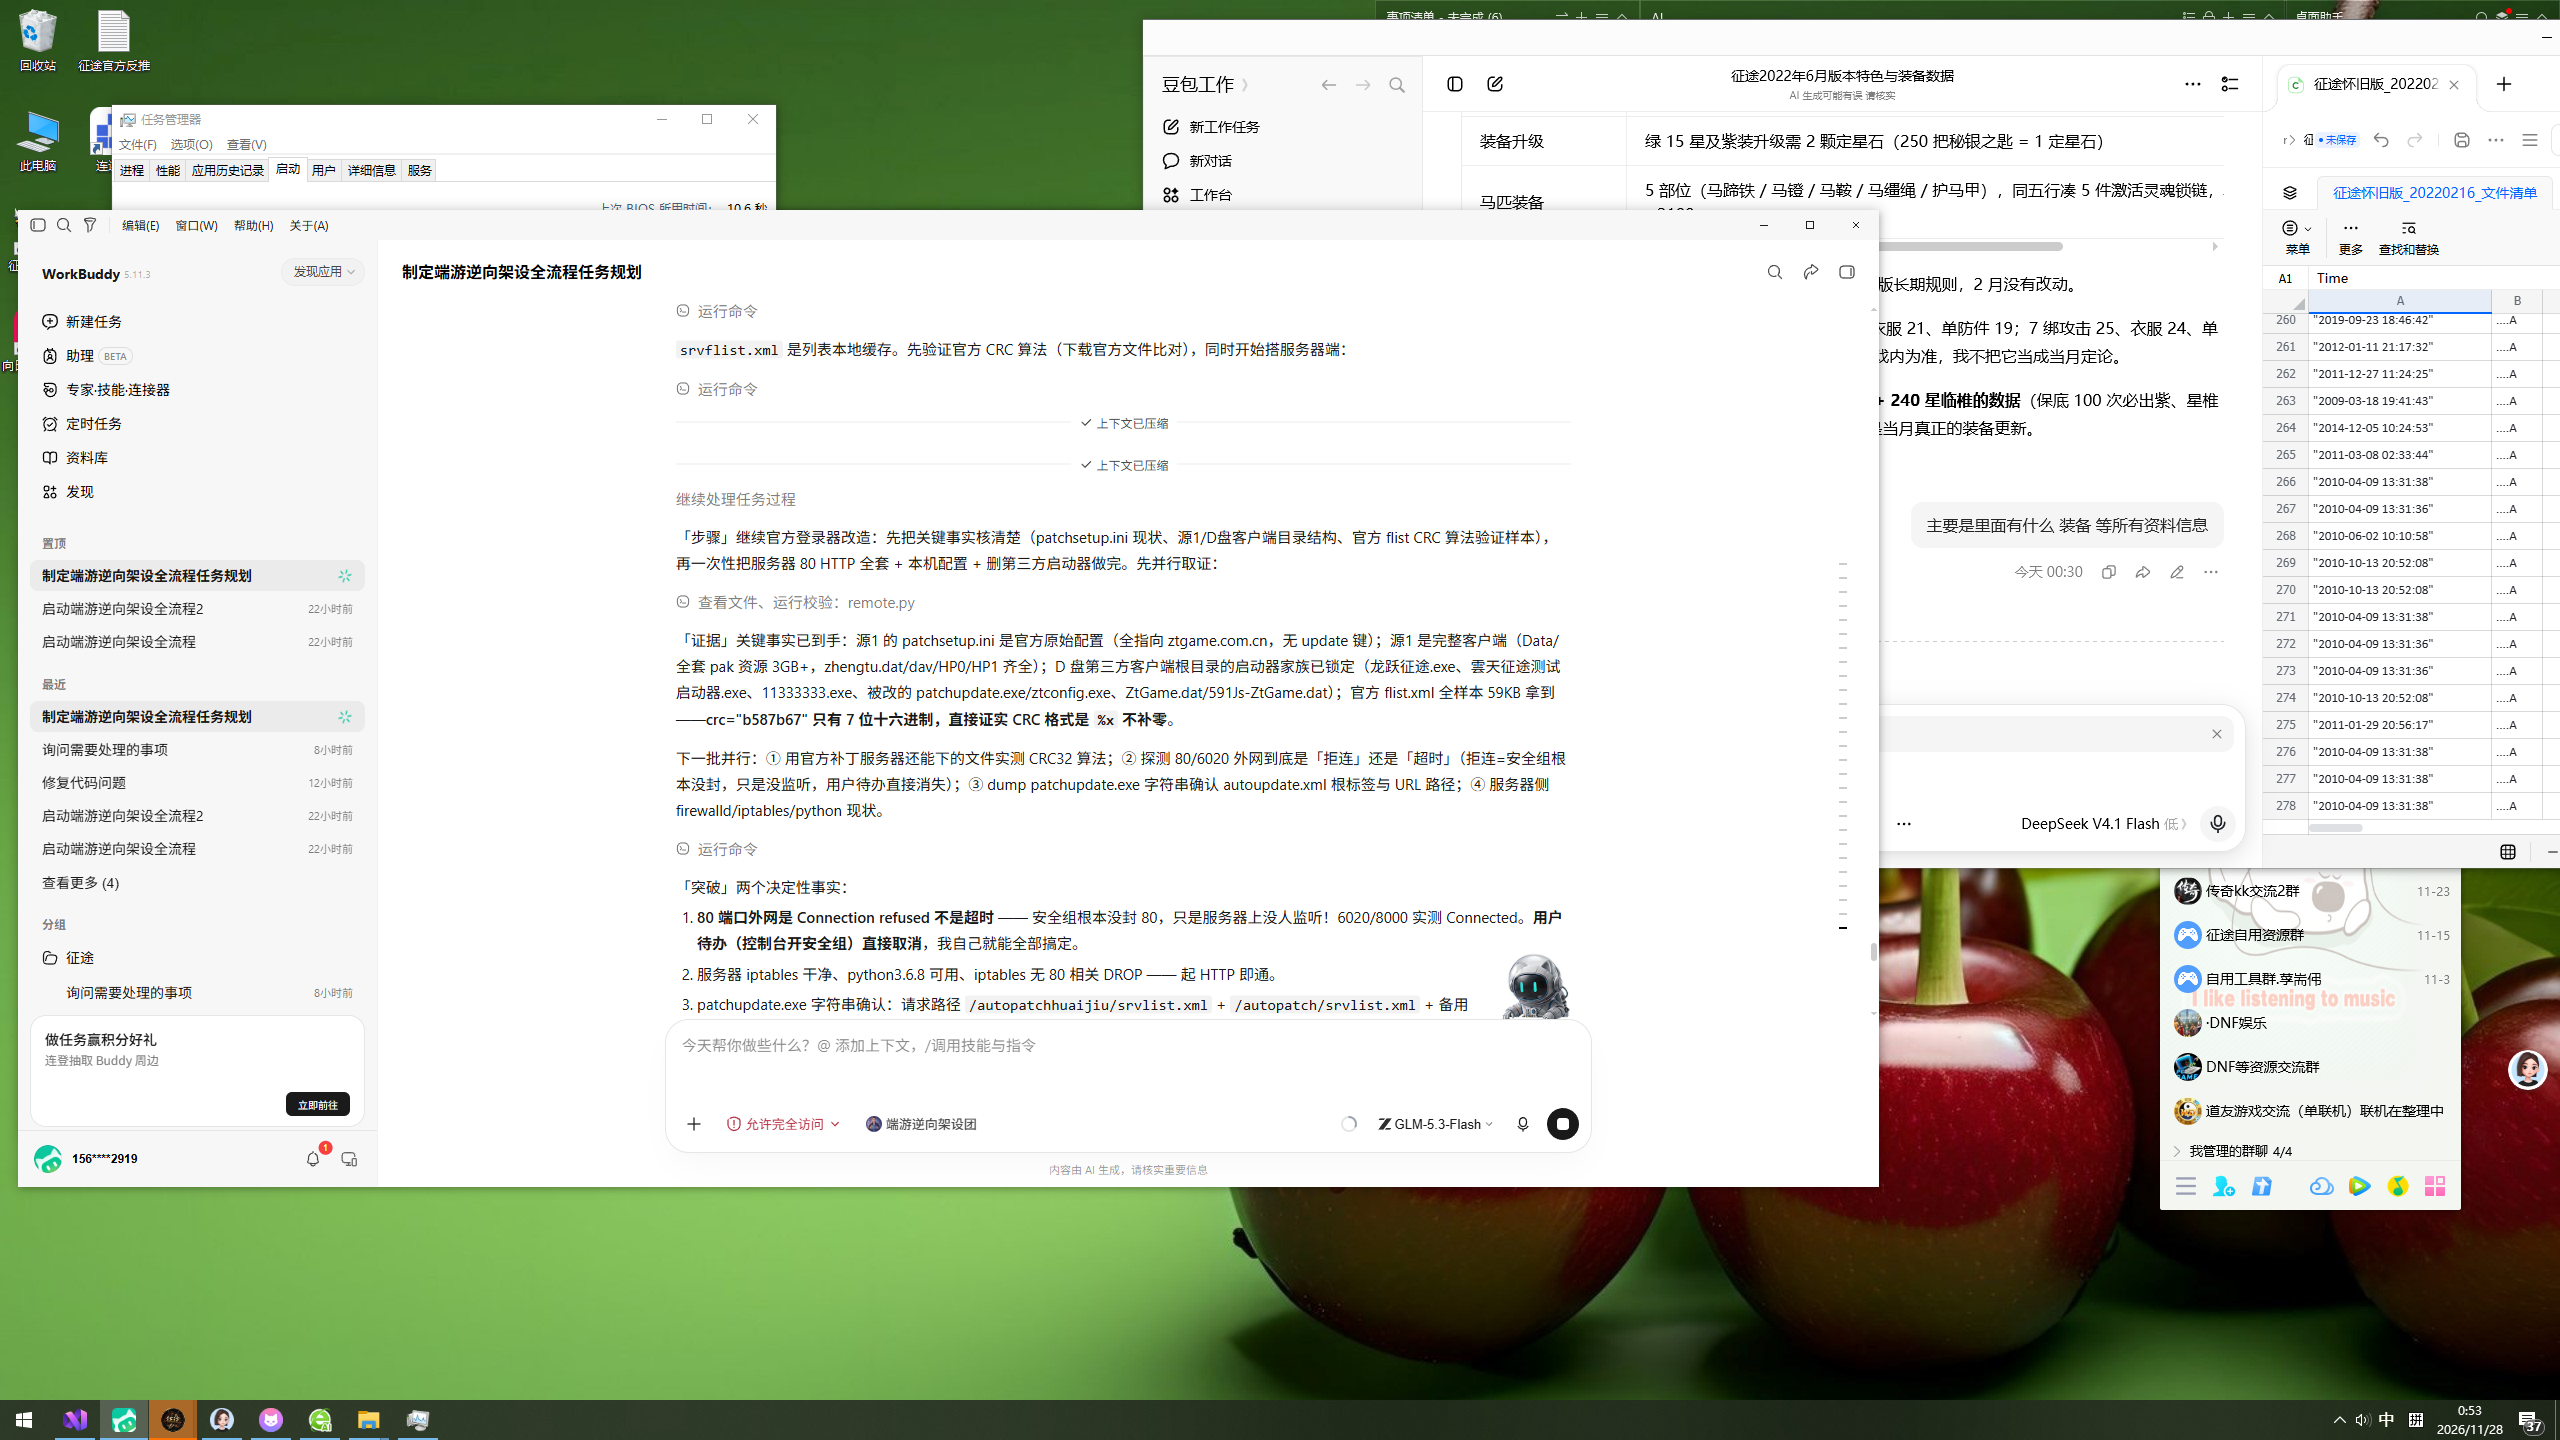 回收站
征途官方反推
此电脑
任务管理器
文件(F) 选项(O) 查看(V)
进程 性能 应用历史记录 启动 用户 详细信息 服务
10.6 秒
豆包工作
新工作任务
新对话
工作台
征途2022年6月版本特色与装备数据
AI 生成可能有误 请核实
装备升级
绿 15 星及紫装升级需 2 颗定星石（250 把秘银之匙 = 1 定星石）
马匹装备
5 部位（马蹄铁 / 马镫 / 马鞍 / 马缰绳 / 护马甲），同五行凑 5 件激活灵魂锁链，
版长期规则，2 月没有改动。
衣服 21、单防件 19；7 绑攻击 25、衣服 24、单
戏内为准，我不把它当成当月定论。
+ 240 星临椎的数据（保底 100 次必出紫、星椎
是当月真正的装备更新。
主要是里面有什么 装备 等所有资料信息
今天 00:30
DeepSeek V4.1 Flash 低
征途怀旧版_202202
未保存
征途怀旧版_20220216_文件清单
菜单 更多 查找和替换
A1 Time
A B
260 "2019-09-23 18:46:42" ....A
261 "2012-01-11 21:17:32" ....A
262 "2011-12-27 11:24:25" ....A
263 "2009-03-18 19:41:43" ....A
264 "2014-12-05 10:24:53" ....A
265 "2011-03-08 02:33:44" ....A
266 "2010-04-09 13:31:38" ....A
267 "2010-04-09 13:31:36" ....A
268 "2010-06-02 10:10:58" ....A
269 "2010-10-13 20:52:08" ....A
270 "2010-10-13 20:52:08" ....A
271 "2010-04-09 13:31:38" ....A
272 "2010-04-09 13:31:36" ....A
273 "2010-04-09 13:31:36" ....A
274 "2010-10-13 20:52:08" ....A
275 "2011-01-29 20:56:17" ....A
276 "2010-04-09 13:31:38" ....A
277 "2010-04-09 13:31:38" ....A
278 "2010-04-09 13:31:38" ....A
编辑(E) 窗口(W) 帮助(H) 关于(A)
WorkBuddy 5.11.3
发现应用
新建任务
助理 BETA
专家·技能·连接器
定时任务
资料库
发现
置顶
制定端游逆向架设全流程任务规划
启动端游逆向架设全流程2 22小时前
启动端游逆向架设全流程 22小时前
最近
制定端游逆向架设全流程任务规划
询问需要处理的事项 8小时前
修复代码问题 12小时前
启动端游逆向架设全流程2 22小时前
启动端游逆向架设全流程 22小时前
查看更多 (4)
分组
征途
询问需要处理的事项 8小时前
做任务赢积分好礼
连登抽取 Buddy 周边
立即前往
156****2919
1
制定端游逆向架设全流程任务规划
运行命令
srvflist.xml 是列表本地缓存。先验证官方 CRC 算法（下载官方文件比对），同时开始搭服务器端：
运行命令
上下文已压缩
上下文已压缩
继续处理任务过程
「步骤」继续官方登录器改造：先把关键事实核清楚（patchsetup.ini 现状、源1/D盘客户端目录结构、官方 flist CRC 算法验证样本），
再一次性把服务器 80 HTTP 全套 + 本机配置 + 删第三方启动器做完。先并行取证：
查看文件、运行校验：remote.py
「证据」关键事实已到手：源1 的 patchsetup.ini 是官方原始配置（全指向 ztgame.com.cn，无 update 键）；源1 是完整客户端（Data/
全套 pak 资源 3GB+，zhengtu.dat/dav/HP0/HP1 齐全）；D 盘第三方客户端根目录的启动器家族已锁定（龙跃征途.exe、雲天征途测试
启动器.exe、11333333.exe、被改的 patchupdate.exe/ztconfig.exe、ZtGame.dat/591Js-ZtGame.dat）；官方 flist.xml 全样本 59KB 拿到
——crc="b587b67" 只有 7 位十六进制，直接证实 CRC 格式是 %x 不补零。
下一批并行：① 用官方补丁服务器还能下的文件实测 CRC32 算法；② 探测 80/6020 外网到底是「拒连」还是「超时」（拒连=安全组根
本没封，只是没监听，用户待办直接消失）；③ dump patchupdate.exe 字符串确认 autoupdate.xml 根标签与 URL 路径；④ 服务器侧
firewalld/iptables/python 现状。
运行命令
「突破」两个决定性事实：
1. 80 端口外网是 Connection refused 不是超时 —— 安全组根本没封 80，只是服务器上没人监听！6020/8000 实测 Connected。用户
待办（控制台开安全组）直接取消，我自己就能全部搞定。
2. 服务器 iptables 干净、python3.6.8 可用、iptables 无 80 相关 DROP —— 起 HTTP 即通。
3. patchupdate.exe 字符串确认：请求路径 /autopatchhuaijiu/srvlist.xml + /autopatch/srvlist.xml + 备用
今天帮你做些什么？@ 添加上下文，/调用技能与指令
允许完全访问 端游逆向架设团
GLM-5.3-Flash
内容由 AI 生成，请核实重要信息
传奇kk交流2群 11-23
征途自用资源群 11-15
自用工具群.孶耑侕 11-3
I like listening to music
·DNF娱乐
DNF等资源交流群
道友游戏交流（单联机）联机在整理中
我管理的群聊 4/4
中 拼
0:53
2026/11/28
37